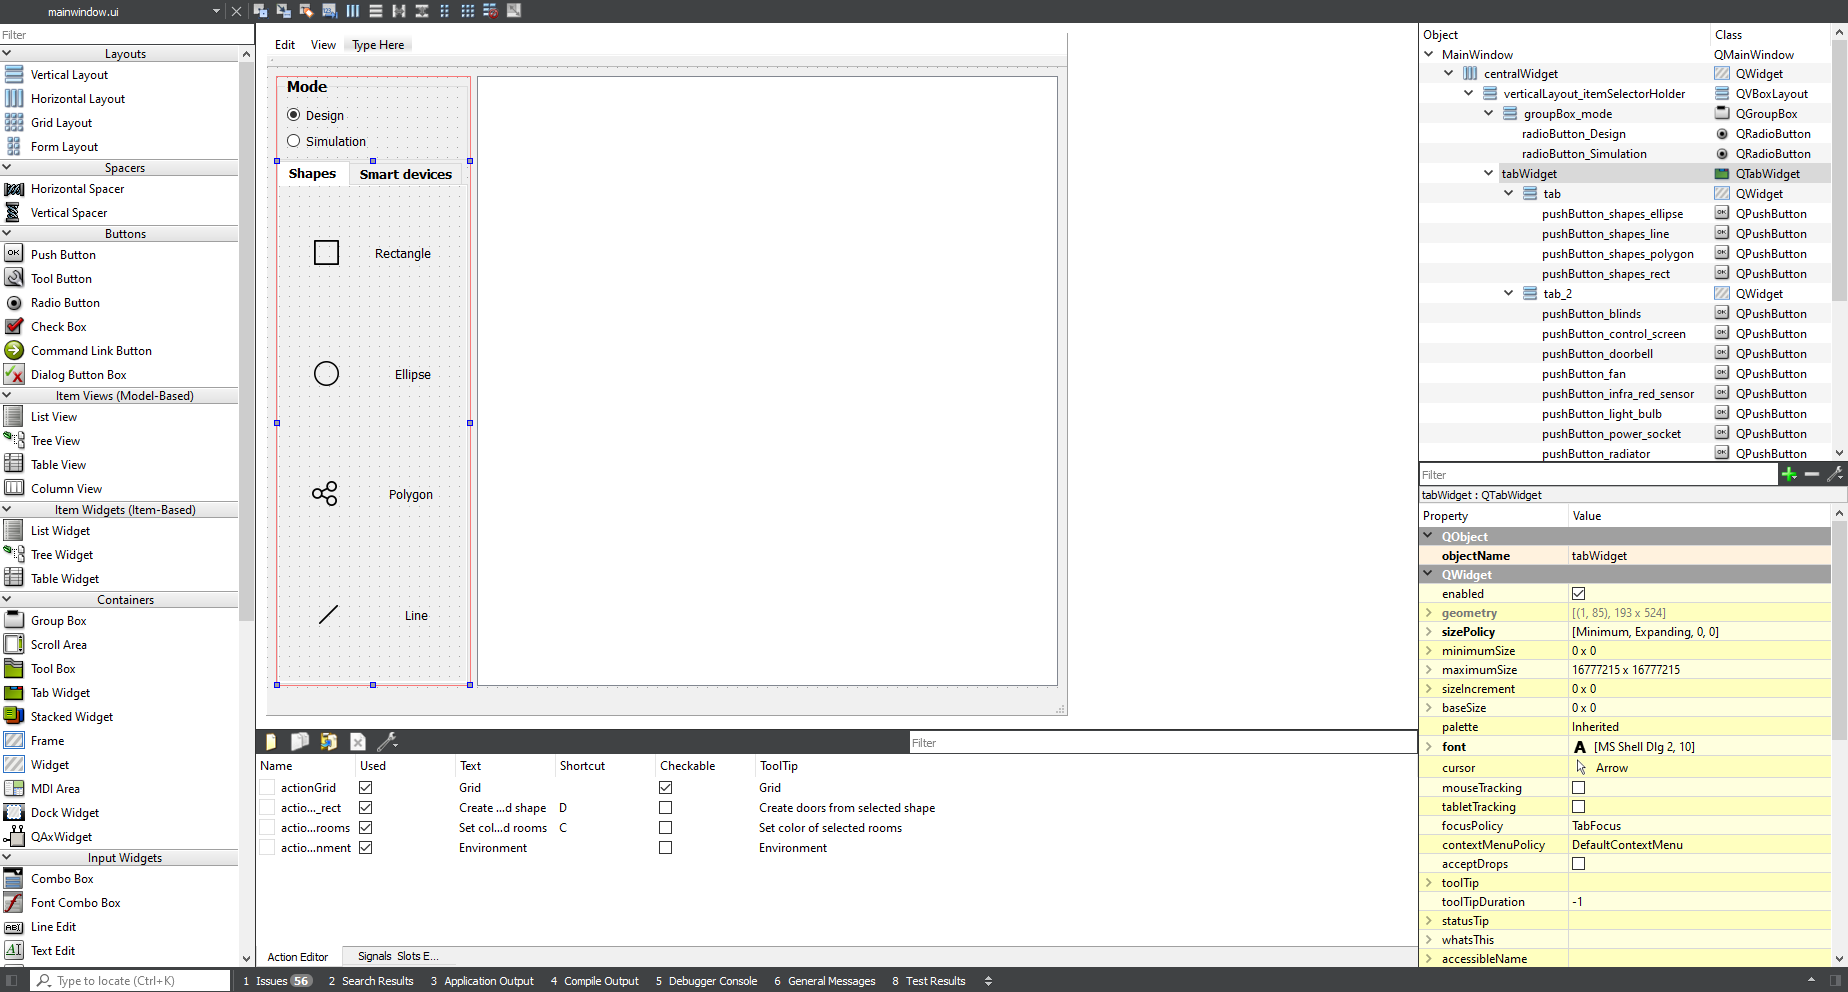 mainwindow.ui
Filter
Layouts
Vertical Layout
Horizontal Layout
Grid Layout
Form Layout
Spacers
Horizontal Spacer
Vertical Spacer
Buttons
Push Button
Tool Button
Radio Button
Check Box
Command Link Button
Dialog Button Box
Item Views (Model-Based)
List View
Tree View
Table View
Column View
Item Widgets (Item-Based)
List Widget
Tree Widget
Table Widget
Containers
Group Box
Scroll Area
Tool Box
Tab Widget
Stacked Widget
Frame
Widget
MDI Area
Dock Widget
QAxWidget
Input Widgets
Combo Box
Font Combo Box
Line Edit
Text Edit
Edit View Type Here
Mode
Design
Simulation
Shapes Smart devices
Rectangle
Ellipse
Polygon
Line
Filter
Name Used Text Shortcut Checkable ToolTip
actionGrid Grid Grid
actio..._rect Create ...d shape D Create doors from selected shape
actio...rooms Set col...d rooms C Set color of selected rooms
actio...nment Environment Environment
Action Editor Signals Slots E...
Object Class
MainWindow QMainWindow
centralWidget QWidget
verticalLayout_itemSelectorHolder QVBoxLayout
groupBox_mode QGroupBox
radioButton_Design QRadioButton
radioButton_Simulation QRadioButton
tabWidget QTabWidget
tab QWidget
pushButton_shapes_ellipse QPushButton
pushButton_shapes_line QPushButton
pushButton_shapes_polygon QPushButton
pushButton_shapes_rect QPushButton
tab_2 QWidget
pushButton_blinds QPushButton
pushButton_control_screen QPushButton
pushButton_doorbell QPushButton
pushButton_fan QPushButton
pushButton_infra_red_sensor QPushButton
pushButton_light_bulb QPushButton
pushButton_power_socket QPushButton
pushButton_radiator QPushButton
Filter
tabWidget : QTabWidget
Property Value
QObject
objectName tabWidget
QWidget
enabled
geometry [(1, 85), 193 x 524]
sizePolicy [Minimum, Expanding, 0, 0]
minimumSize 0 x 0
maximumSize 16777215 x 16777215
sizeIncrement 0 x 0
baseSize 0 x 0
palette Inherited
font A [MS Shell Dlg 2, 10]
cursor Arrow
mouseTracking
tabletTracking
focusPolicy TabFocus
contextMenuPolicy DefaultContextMenu
acceptDrops
toolTip
toolTipDuration -1
statusTip
whatsThis
accessibleName
Type to locate (Ctrl+K) 1 Issues 56 2 Search Results 3 Application Output 4 Compile Output 5 Debugger Console 6 General Messages 8 Test Results